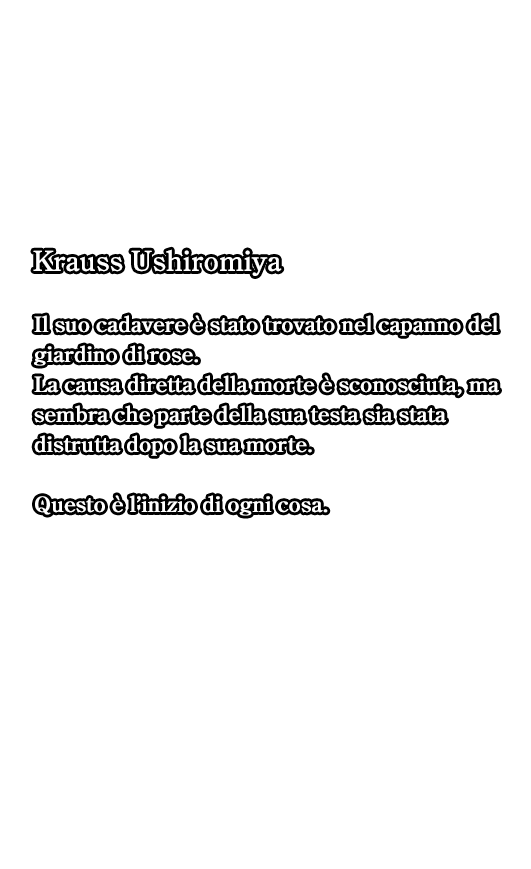 Krauss Ushiromiya
Il suo cadavere è stato trovato nel capanno del
giardino di rose.
La causa diretta della morte è sconosciuta, ma
sembra che parte della sua testa sia stata
distrutta dopo la sua morte.
Questo è l'inizio di ogni cosa.